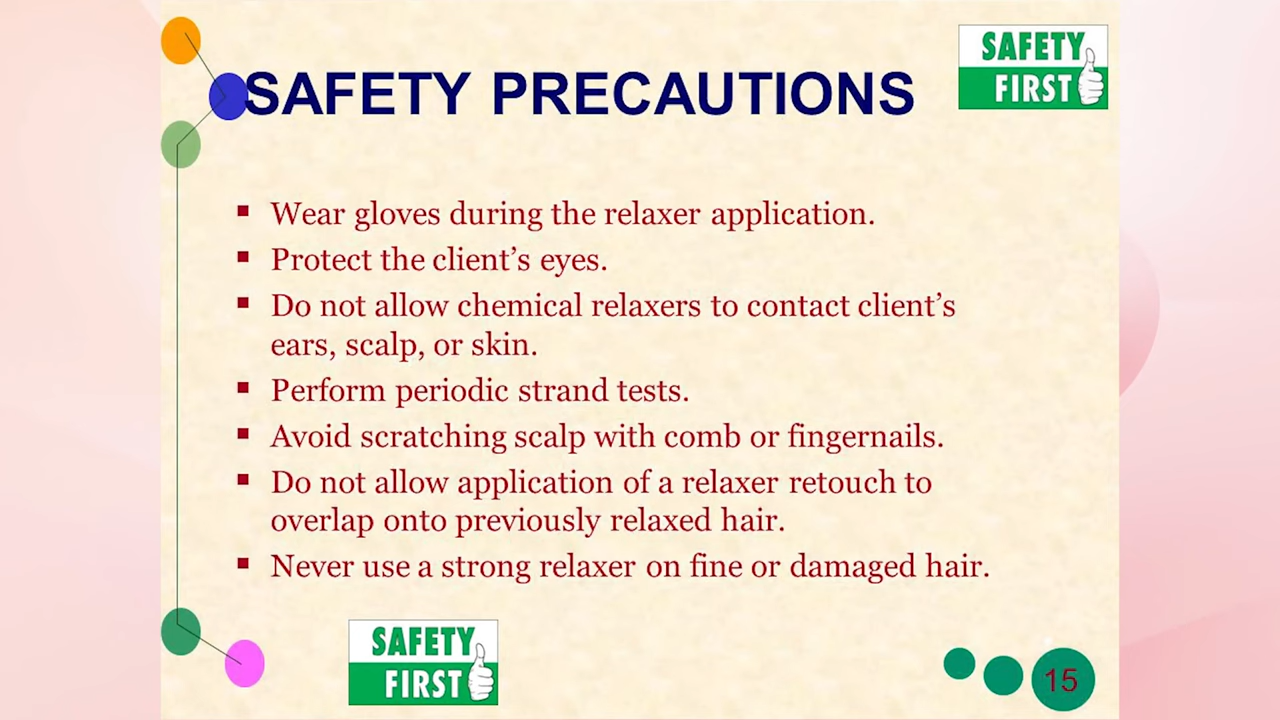 SAFETY
FIRST
SAFETY PRECAUTIONS
▪ Wear gloves during the relaxer application.
▪ Protect the client’s eyes.
▪ Do not allow chemical relaxers to contact client’s
ears, scalp, or skin.
▪ Perform periodic strand tests.
▪ Avoid scratching scalp with comb or fingernails.
▪ Do not allow application of a relaxer retouch to
overlap onto previously relaxed hair.
▪ Never use a strong relaxer on fine or damaged hair.
SAFETY
FIRST
15